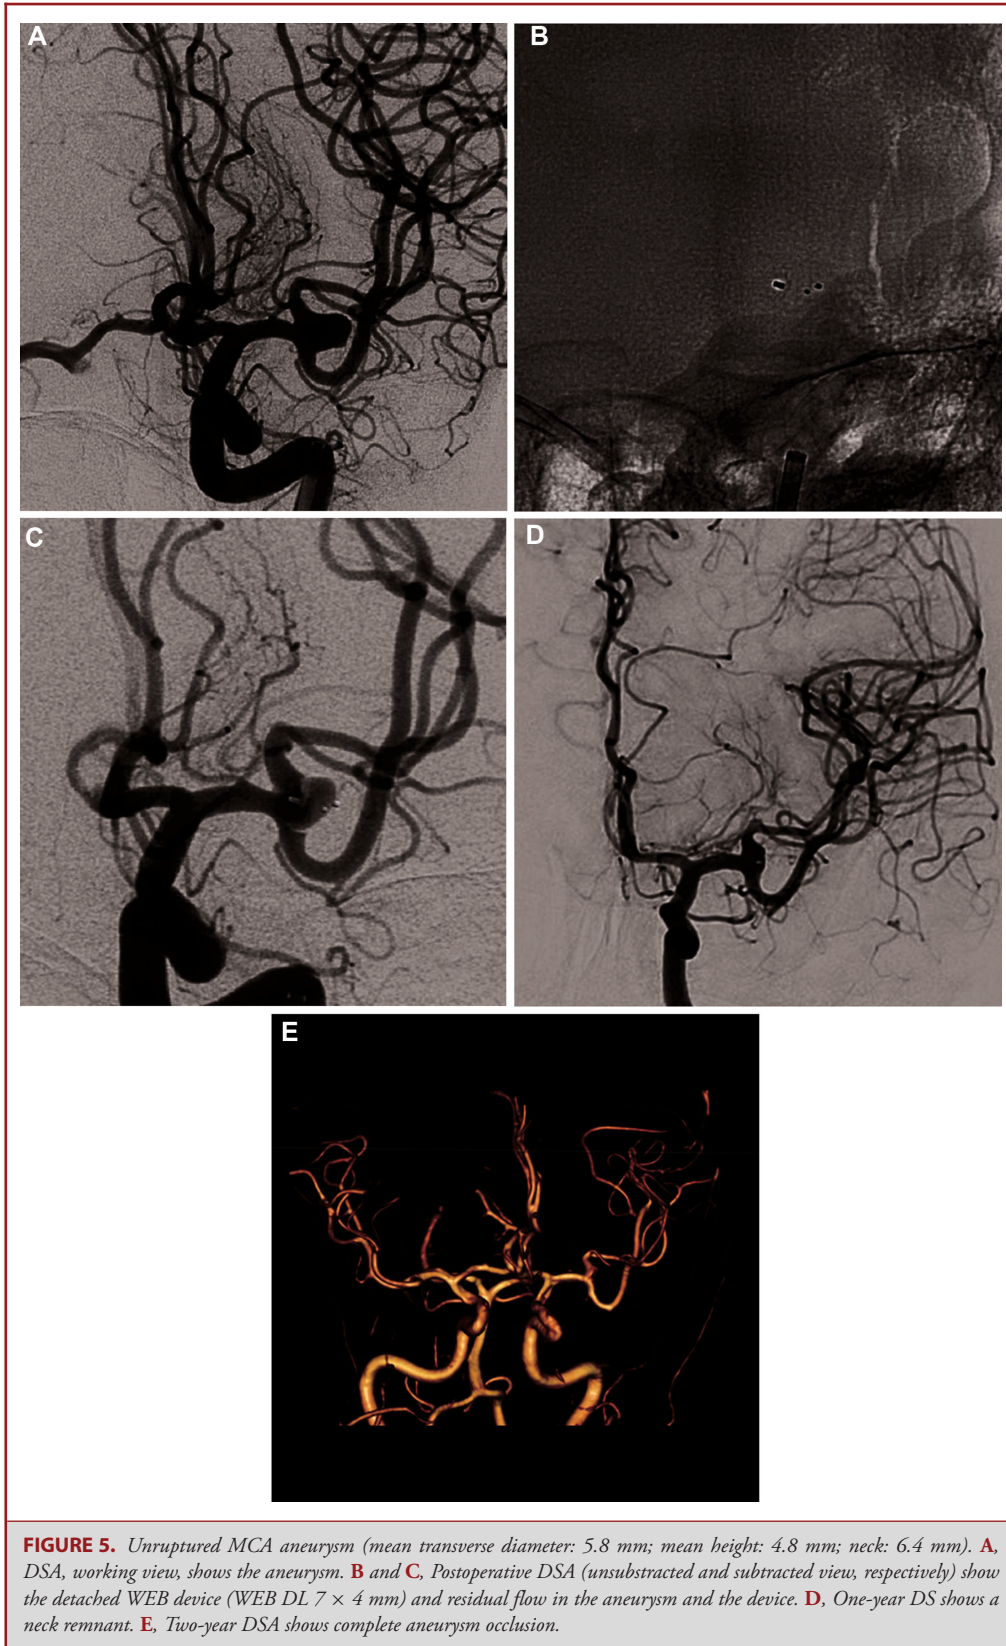 A
B
C
D
E
FIGURE 5. Unruptured MCA aneurysm (mean transverse diameter: 5.8 mm; mean height: 4.8 mm; neck: 6.4 mm). A,
DSA, working view, shows the aneurysm. B and C, Postoperative DSA (unsubstracted and subtracted view, respectively) show
the detached WEB device (WEB DL 7 × 4 mm) and residual flow in the aneurysm and the device. D, One-year DS shows a
neck remnant. E, Two-year DSA shows complete aneurysm occlusion.